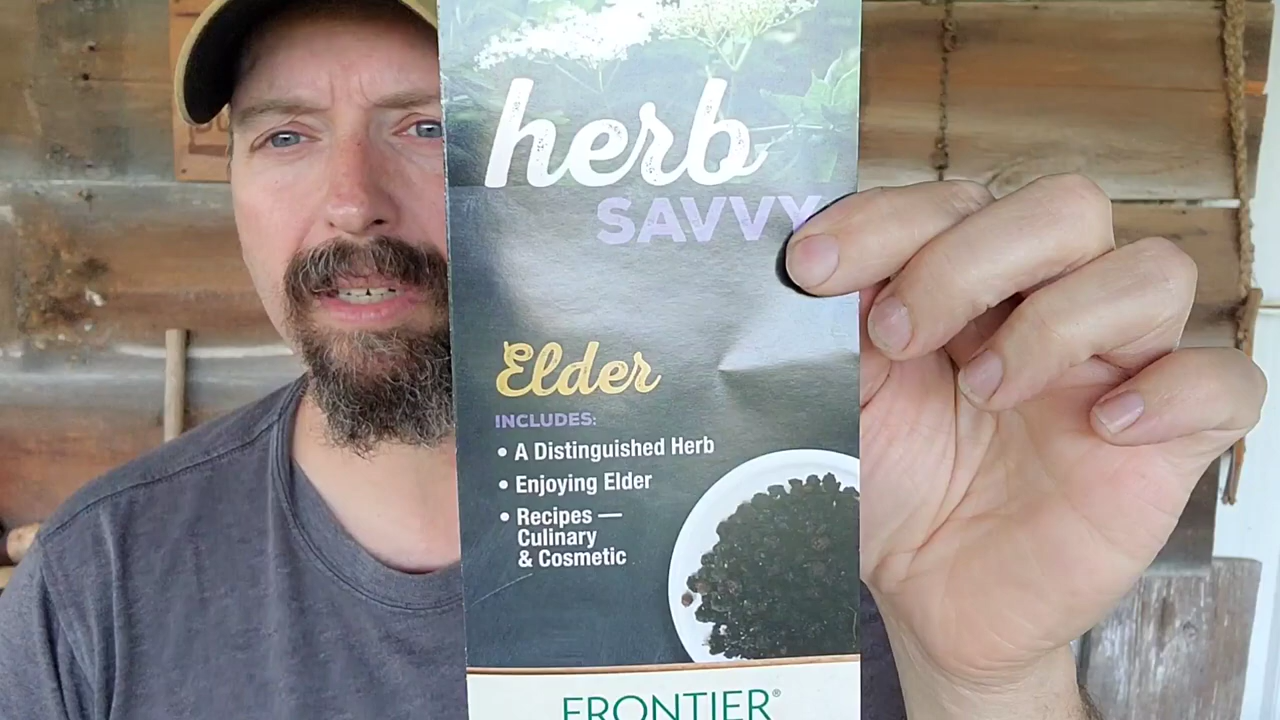 herb
SAVVY
Elder
INCLUDES:
• A Distinguished Herb
• Enjoying Elder
• Recipes —
Culinary
& Cosmetic
FRONTIER®